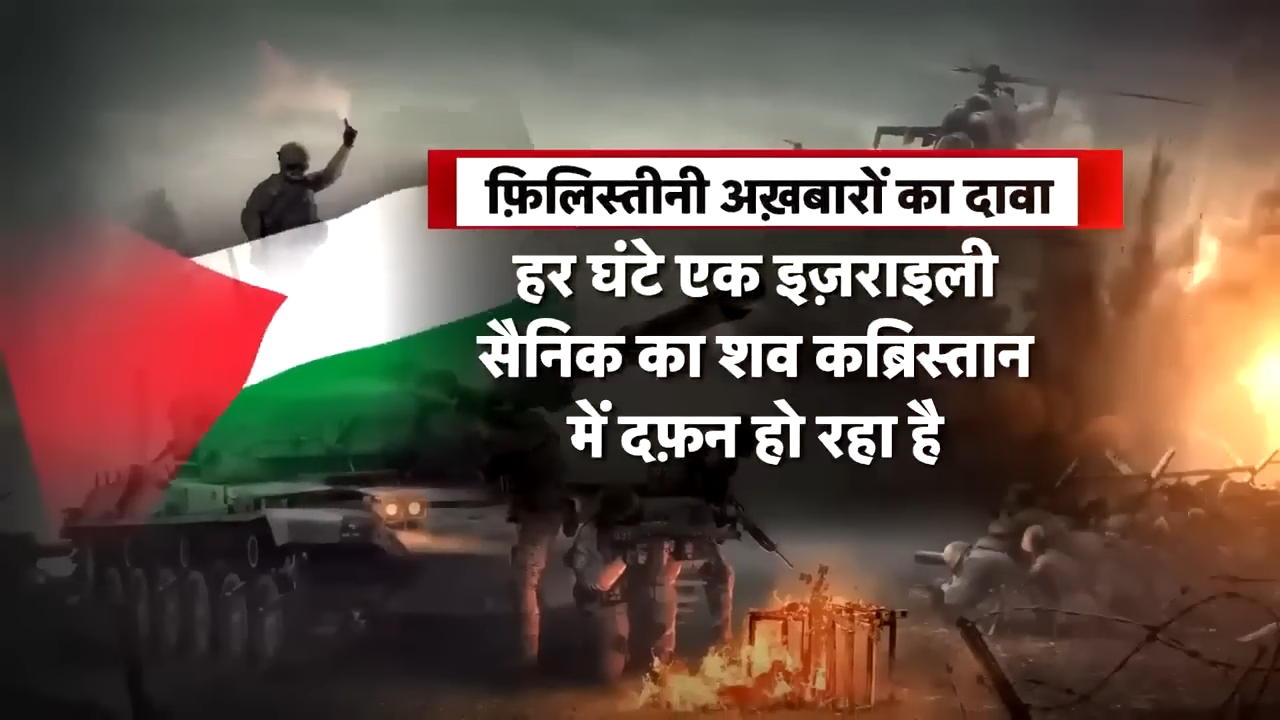 फ़िलिस्तीनी अख़बारों का दावा
हर घंटे एक इज़राइली
सैनिक का शव कब्रिस्तान
में दफ़न हो रहा है